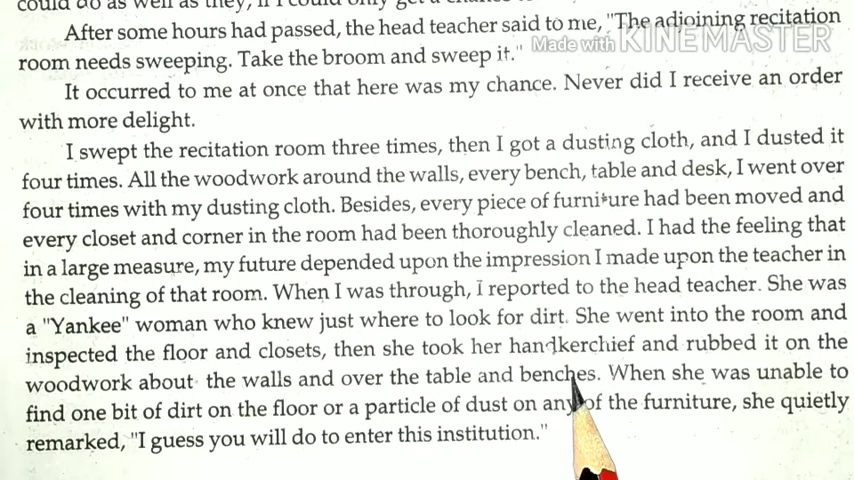 could do as well as they, if I could only get a chance
After some hours had passed, the head teacher said to me, "The adjoining recitation
Made with KINEMASTER
room needs sweeping. Take the broom and sweep it."
It occurred to me at once that here was my chance. Never did I receive an order
with more delight.
I swept the recitation room three times, then I got a dusting cloth, and I dusted it
four times. All the woodwork around the walls, every bench, table and desk, I went over
four times with my dusting cloth. Besides, every piece of furniture had been moved and
every closet and corner in the room had been thoroughly cleaned. I had the feeling that
in a large measure, my future depended upon the impression I made upon the teacher in
the cleaning of that room. When I was through, I reported to the head teacher. She was
a "Yankee" woman who knew just where to look for dirt. She went into the room and
inspected the floor and closets, then she took her handkerchief and rubbed it on the
woodwork about the walls and over the table and benches. When she was unable to
find one bit of dirt on the floor or a particle of dust on any of the furniture, she quietly
remarked, "I guess you will do to enter this institution."